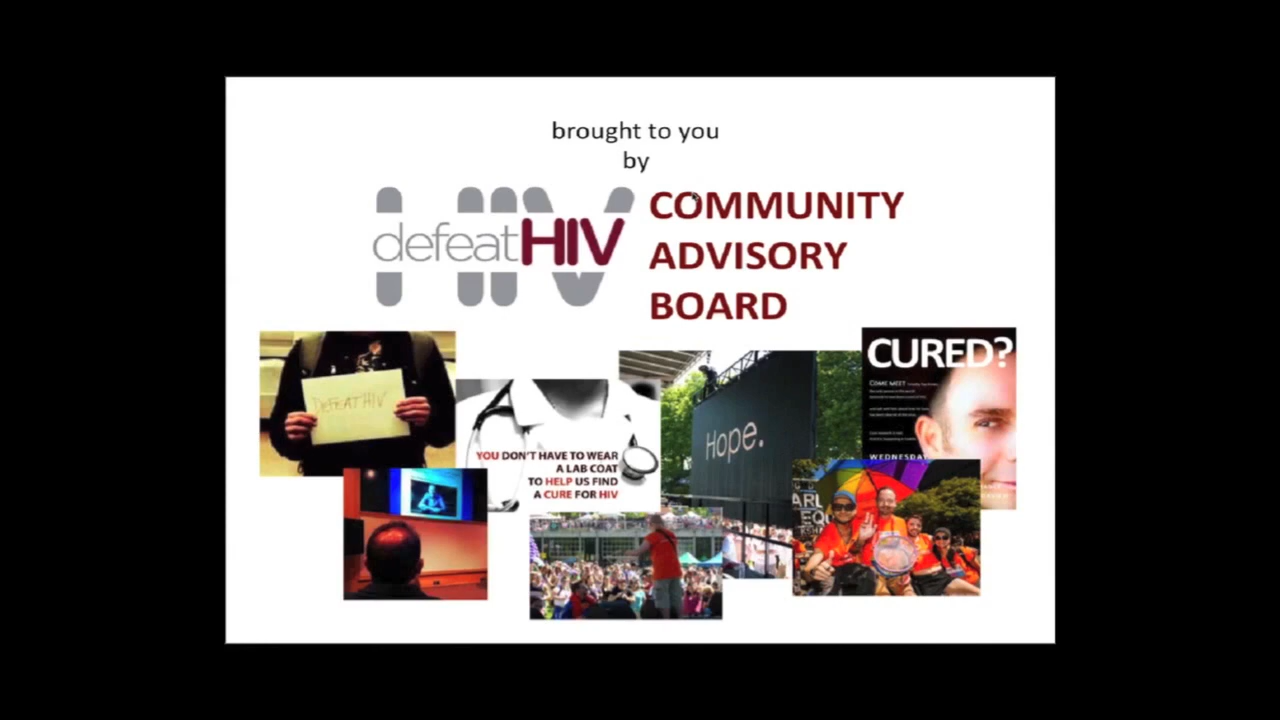 brought to you
by
HIV
defeatHIV
COMMUNITY
ADVISORY
BOARD
DEFEAT HIV
YOU DON'T HAVE TO WEAR
A LAB COAT
TO HELP US FIND
A CURE FOR HIV
Hope.
CURED?
COME MEET
WEDNESDAY